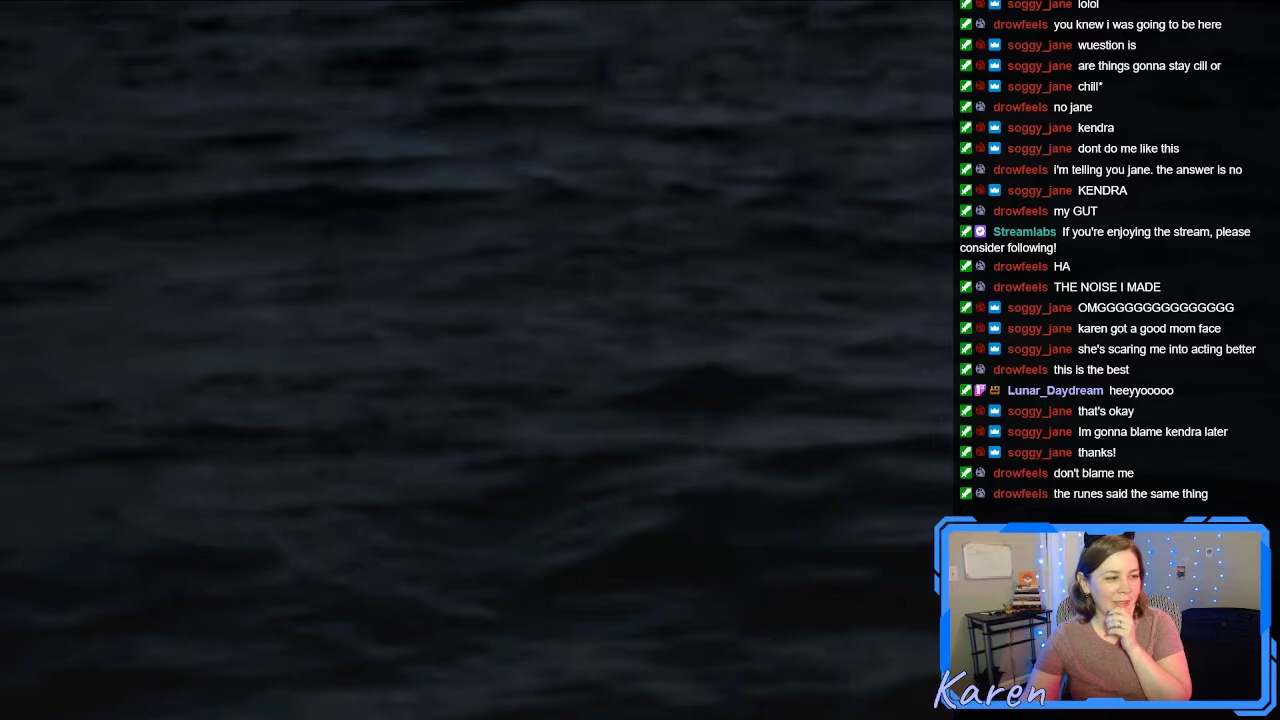 soggy_jane lolol
drowfeels you knew i was going to be here
soggy_jane wuestion is
soggy_jane are things gonna stay cill or
soggy_jane chill*
drowfeels no jane
soggy_jane kendra
soggy_jane dont do me like this
drowfeels I'm telling you jane. the answer is no
soggy_jane KENDRA
drowfeels my GUT
Streamlabs If you're enjoying the stream, please
consider following!
drowfeels HA
drowfeels THE NOISE I MADE
soggy_jane OMGGGGGGGGGGGGGGG
soggy_jane karen got a good mom face
soggy_jane she's scaring me into acting better
drowfeels this is the best
Lunar_Daydream heeyyooooo
soggy_jane that's okay
soggy_jane Im gonna blame kendra later
soggy_jane thanks!
drowfeels don't blame me
drowfeels the runes said the same thing
Karen